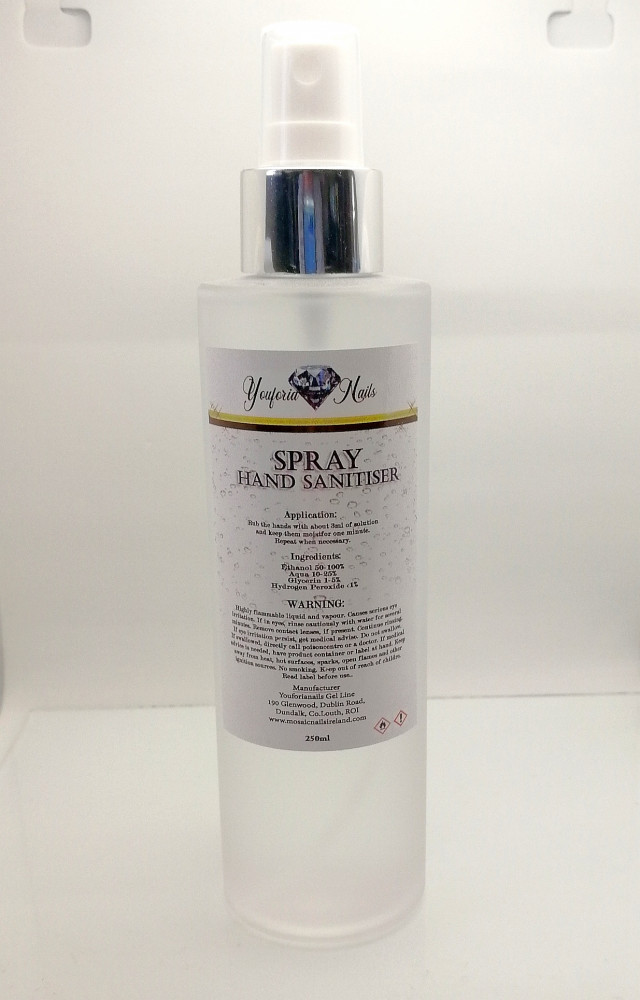 Youforia Nails
SPRAY
HAND SANITISER
Application:
Rub the hands with about 3ml of solution
and keep them moist for one minute.
Repeat when necessary.
Ingredients:
Ethanol 50-100%
Aqua 10-25%
Glycerin 1-5%
Hydrogen Peroxide <1%
WARNING:
Highly flammable liquid and vapour. Causes serious eye
irritation. If in eyes, rinse cautiously with water for several
minutes. Remove contact lenses, if present. Continue rinsing.
If eye irritation persist, get medical advise. Do not swallow.
If swallowed, directly call poisoncentre or a doctor. If medical
advise is needed, have product container or label at hand. Keep
away from heat, hot surfaces, sparks, open flames and other
ignition sources. No smoking. Keep out of reach of children.
Read label before use..
Manufacturer
Youforianails Gel Line
190 Glenwood, Dublin Road,
Dundalk, Co.Louth, ROI
www.mosaicnailsireland.com
250ml